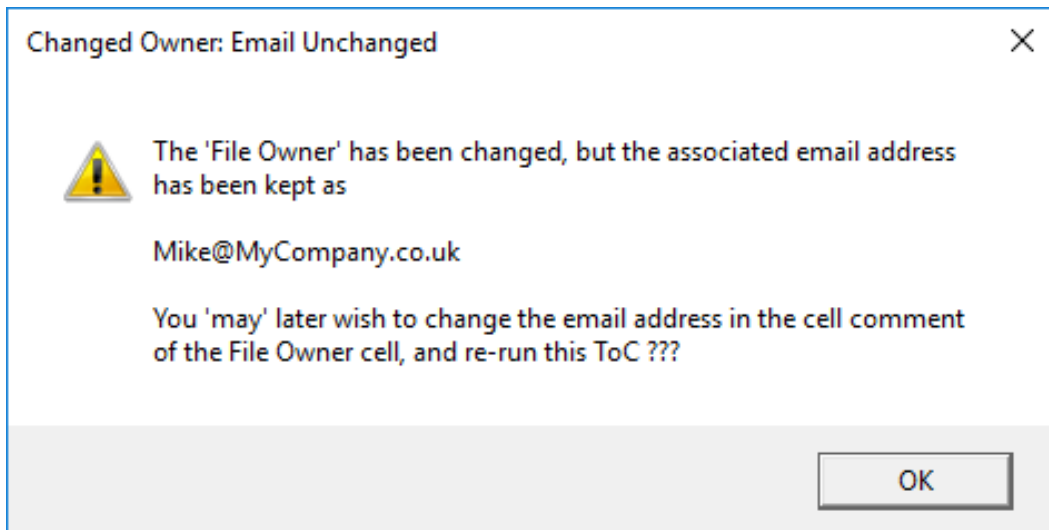 Changed Owner: Email Unchanged
The 'File Owner' has been changed, but the associated email address
has been kept as
Mike@MyCompany.co.uk
You 'may' later wish to change the email address in the cell comment
of the File Owner cell, and re-run this ToC ???
OK